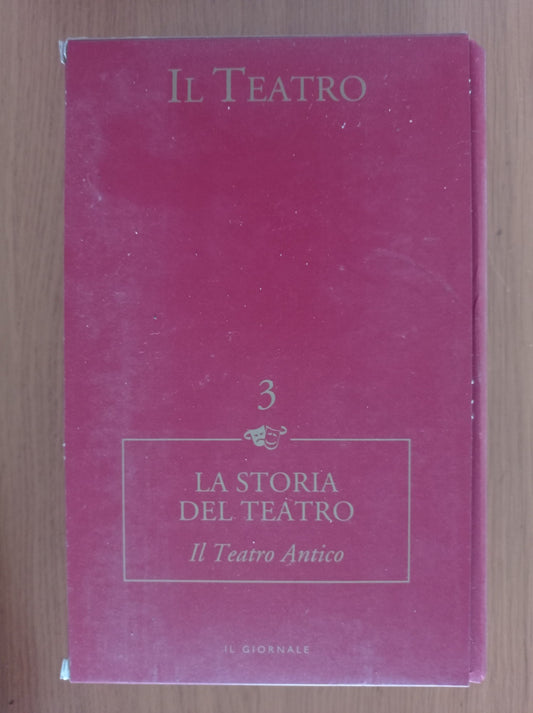 IL TEATRO
3
LA STORIA
DEL TEATRO
Il Teatro Antico
IL GIORNALE